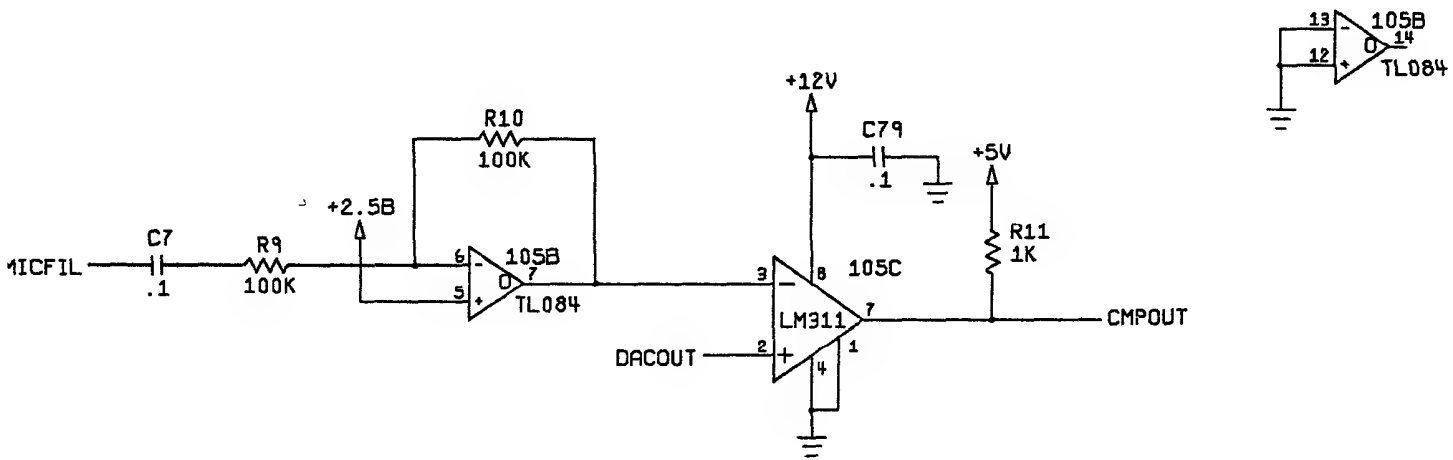 13 - 105B
O 14
12 + TL084
+12V
R10
100K
C79
.1
+5V
+2.5B
R11
1K
C7
.1
R9
100K
MICFIL
6 - 105B
O 7
5 + TL084
3 - 8 105C
LM311 7
CMPOUT
DACOUT 2 + 1
4